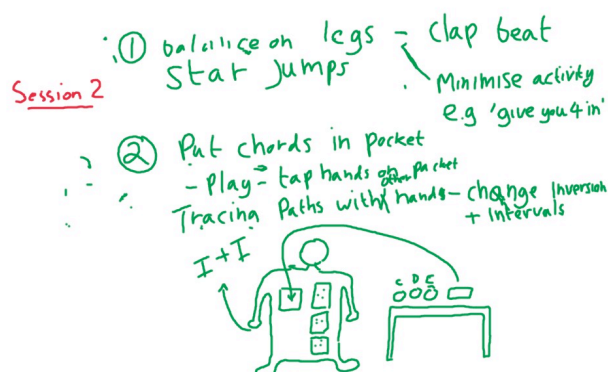 Session 2
① balance on legs - clap beat
Star Jumps
Minimise activity
e.g 'give you 4 in'
② Put chords in pocket
- Play - tap hands on other pocket
Tracing Paths with hands - change Inversion
+ Intervals
I + I
C D E